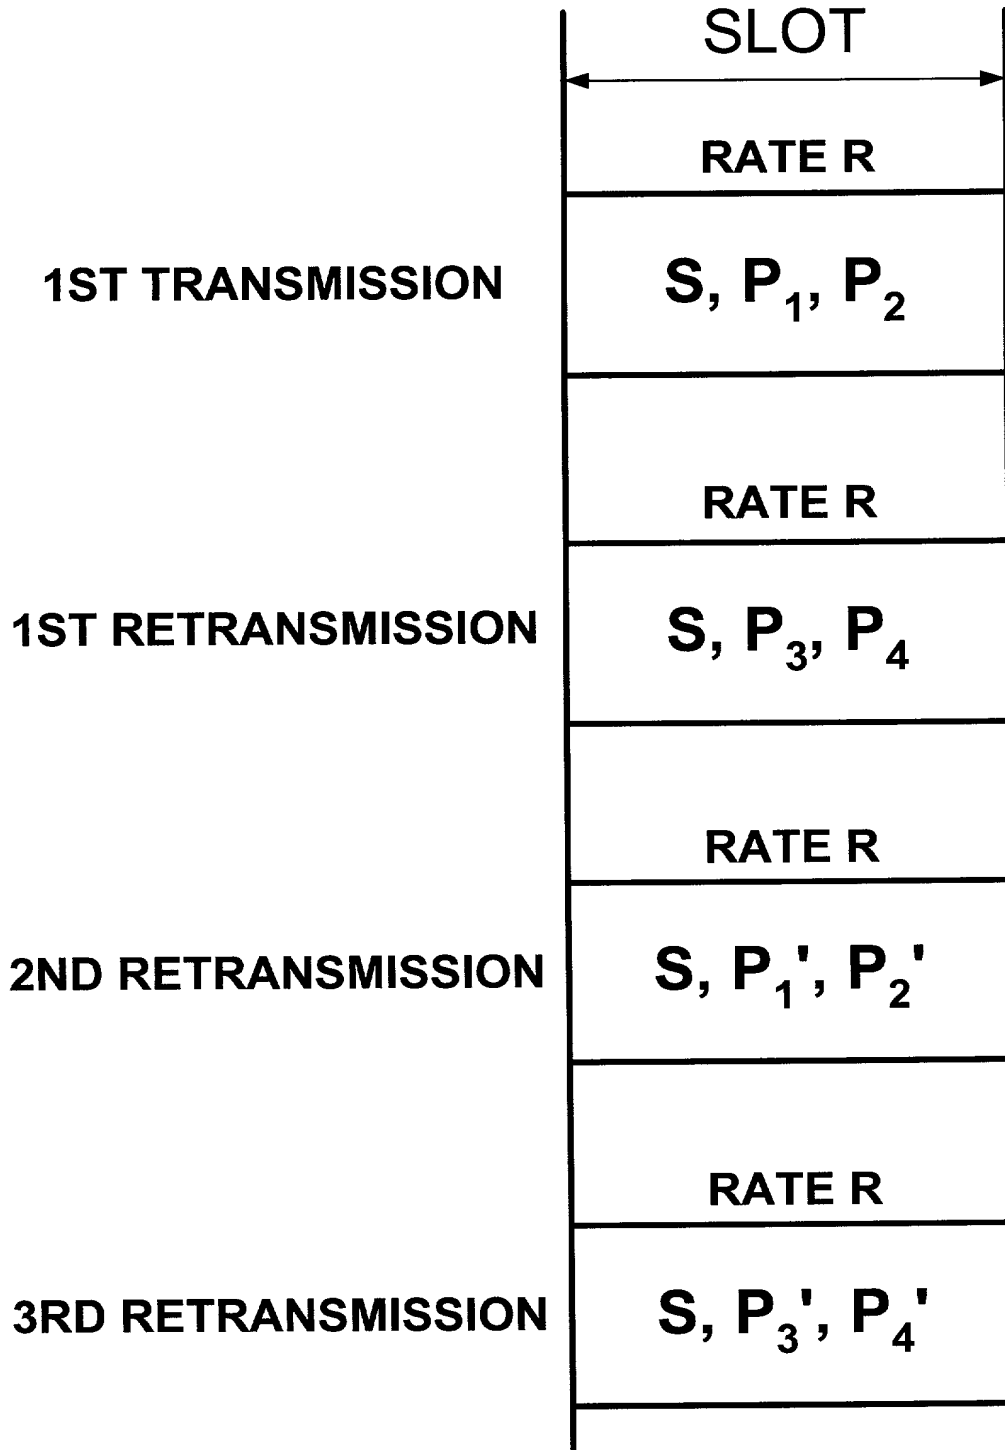 SLOT
RATE R
1ST TRANSMISSION S, P₁, P₂
RATE R
1ST RETRANSMISSION S, P₃, P₄
RATE R
2ND RETRANSMISSION S, P₁', P₂'
RATE R
3RD RETRANSMISSION S, P₃', P₄'